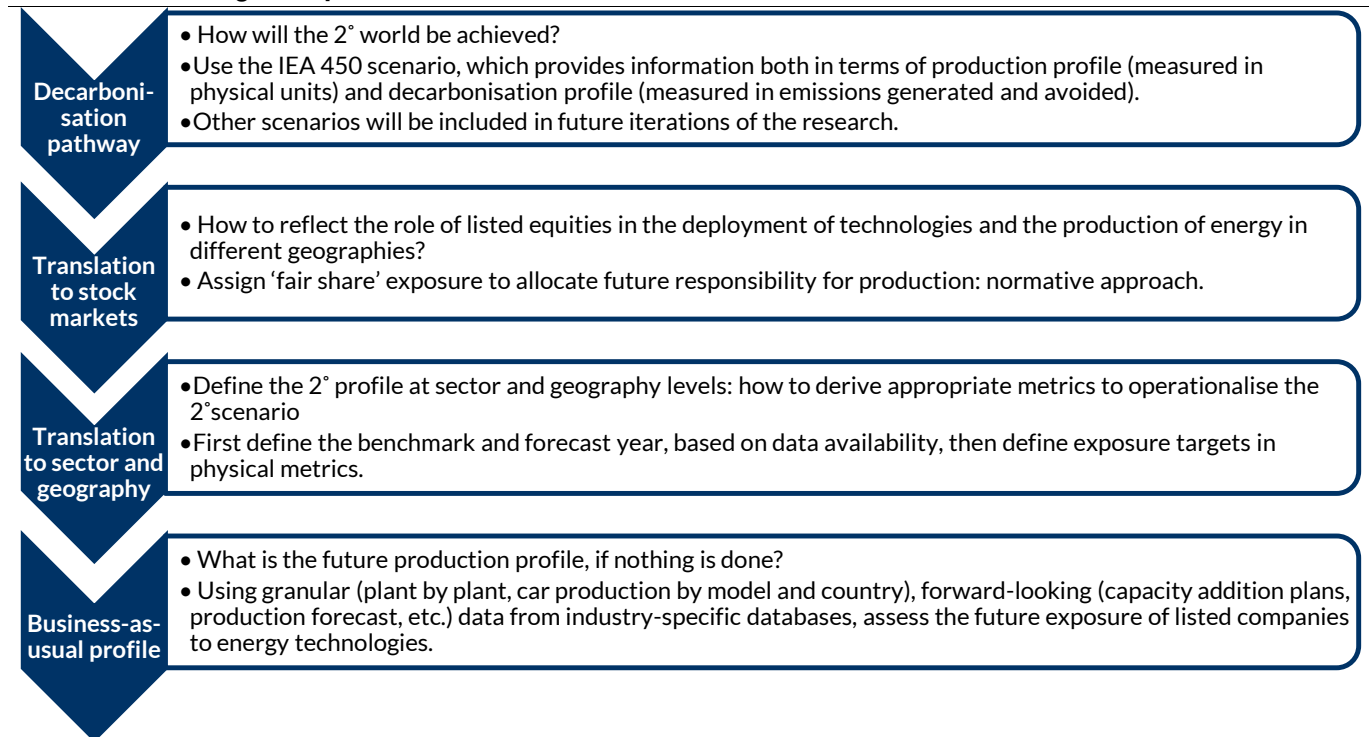 Decarboni-
sation
pathway
• How will the 2˚ world be achieved?
•Use the IEA 450 scenario, which provides information both in terms of production profile (measured in
physical units) and decarbonisation profile (measured in emissions generated and avoided).
•Other scenarios will be included in future iterations of the research.
Translation
to stock
markets
• How to reflect the role of listed equities in the deployment of technologies and the production of energy in
different geographies?
• Assign ‘fair share’ exposure to allocate future responsibility for production: normative approach.
Translation
to sector and
geography
•Define the 2˚ profile at sector and geography levels: how to derive appropriate metrics to operationalise the
2˚scenario
•First define the benchmark and forecast year, based on data availability, then define exposure targets in
physical metrics.
Business-as-
usual profile
• What is the future production profile, if nothing is done?
• Using granular (plant by plant, car production by model and country), forward-looking (capacity addition plans,
production forecast, etc.) data from industry-specific databases, assess the future exposure of listed companies
to energy technologies.